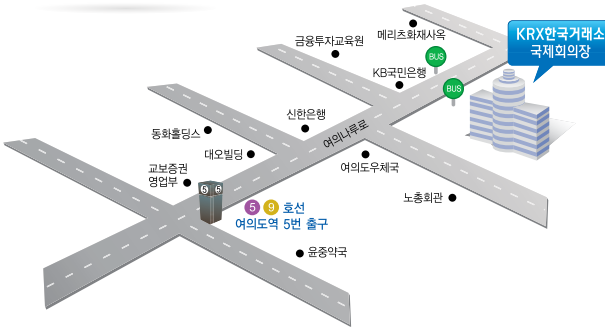 메리츠화재사옥
KRX한국거래소
국제회의장
금융투자교육원
BUS
KB국민은행
BUS
신한은행
여의나루로
동화홀딩스
대오빌딩
여의도우체국
교보증권
영업부
5 5
노총회관
5 9 호선
여의도역 5번 출구
윤중약국